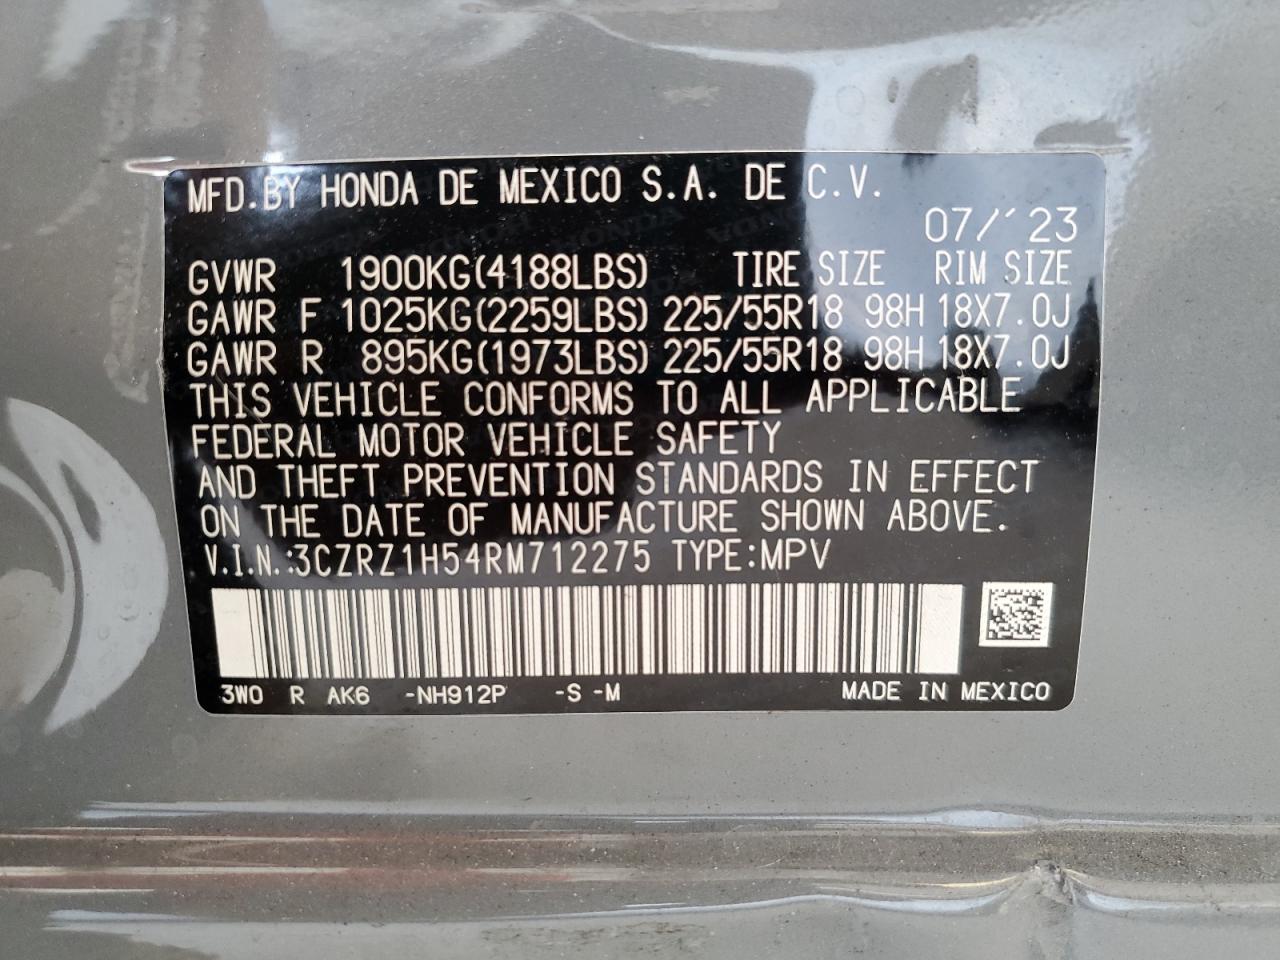 MFD.BY HONDA DE MEXICO S.A. DE C.V.
07/´23
GVWR 1900KG(4188LBS) TIRE SIZE RIM SIZE
GAWR F 1025KG(2259LBS) 225/55R18 98H 18X7.0J
GAWR R 895KG(1973LBS) 225/55R18 98H 18X7.0J
THIS VEHICLE CONFORMS TO ALL APPLICABLE
FEDERAL MOTOR VEHICLE SAFETY
AND THEFT PREVENTION STANDARDS IN EFFECT
ON THE DATE OF MANUFACTURE SHOWN ABOVE.
V.I.N.:3CZRZ1H54RM712275 TYPE:MPV
3W0 R AK6 -NH912P -S -M MADE IN MEXICO